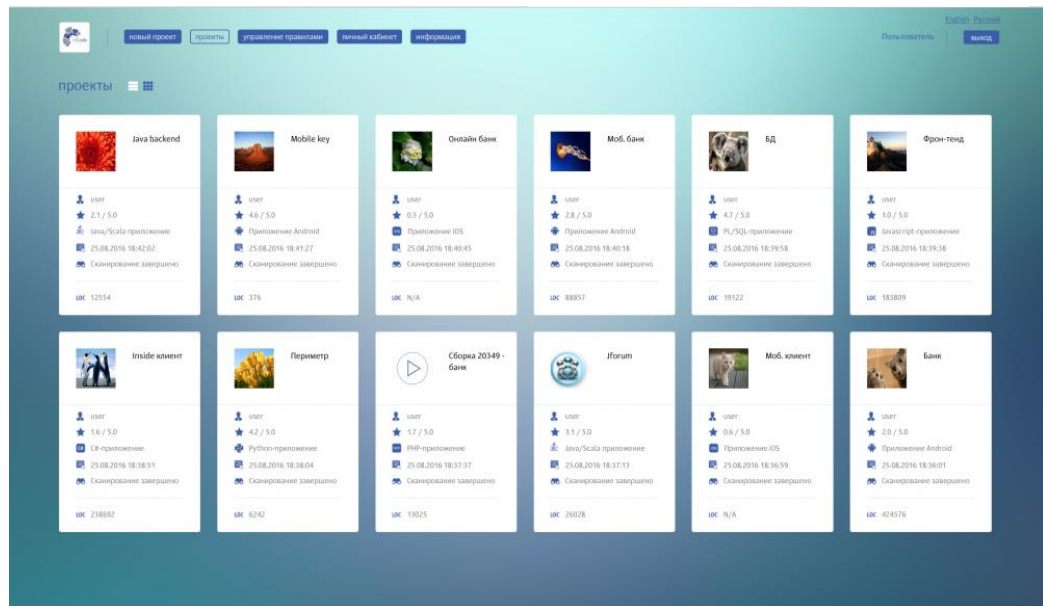 English Русский
inCode
новый проект проекты управление правилами личный кабинет информация
Пользователь выход
проекты
Java backend
user
2.1 / 5.0
Java/Scala приложение
25.08.2016 18:42:02
Сканирование завершено
LOC 12554
Mobile key
user
4.6 / 5.0
Приложение Android
25.08.2016 18:41:27
Сканирование завершено
LOC 376
Онлайн банк
user
0.5 / 5.0
Приложение iOS
25.08.2016 18:40:45
Сканирование завершено
LOC N/A
Моб. банк
user
2.8 / 5.0
Приложение Android
25.08.2016 18:40:18
Сканирование завершено
LOC 88857
БД
user
4.7 / 5.0
PL/SQL-приложение
25.08.2016 18:39:58
Сканирование завершено
LOC 19122
Фрон-тенд
user
1.0 / 5.0
Javascript-приложение
25.08.2016 18:39:38
Сканирование завершено
LOC 183809
Inside клиент
user
1.6 / 5.0
C#-приложение
25.08.2016 18:38:51
Сканирование завершено
LOC 238692
Периметр
user
4.2 / 5.0
Python-приложение
25.08.2016 18:38:04
Сканирование завершено
LOC 6242
Сборка 20349 -
банк
user
1.7 / 5.0
PHP-приложение
25.08.2016 18:37:37
Сканирование завершено
LOC 13025
Jforum
user
3.1 / 5.0
Java/Scala приложение
25.08.2016 18:37:13
Сканирование завершено
LOC 26028
Моб. клиент
user
0.6 / 5.0
Приложение iOS
25.08.2016 18:36:59
Сканирование завершено
LOC N/A
Банк
user
2.0 / 5.0
Приложение Android
25.08.2016 18:36:01
Сканирование завершено
LOC 424576